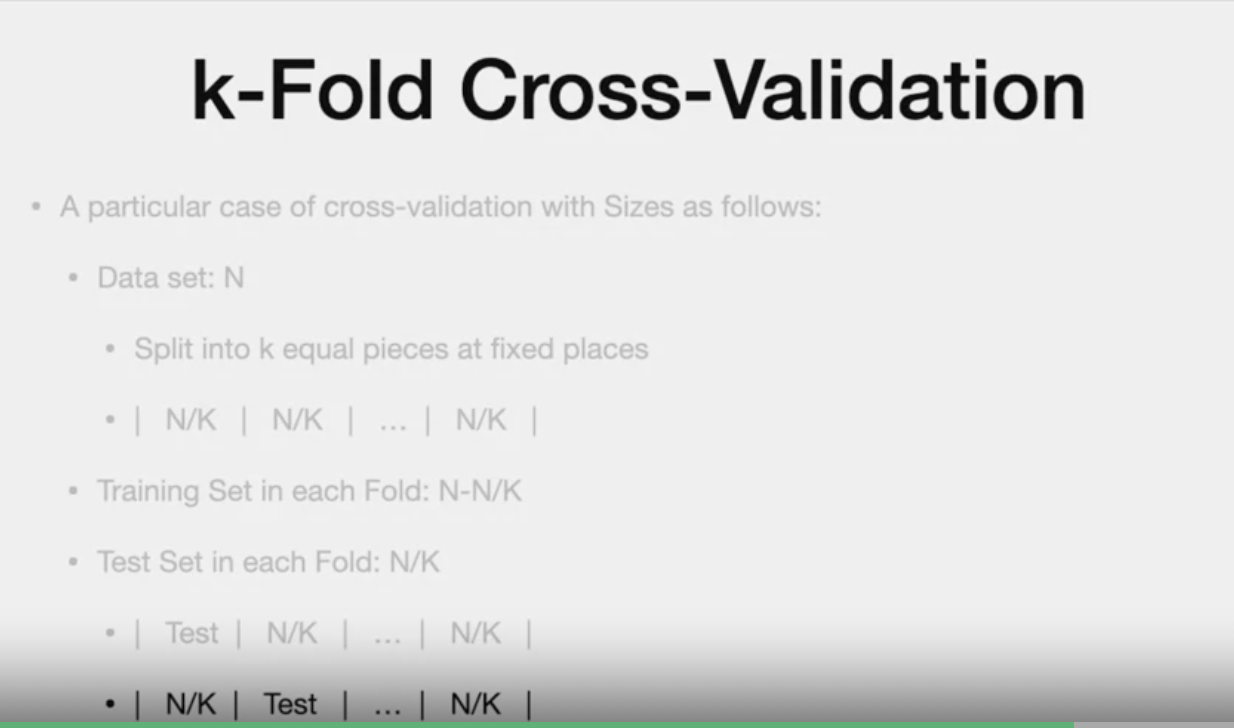 k-Fold Cross-Validation
• A particular case of cross-validation with Sizes as follows:
• Data set: N
• Split into k equal pieces at fixed places
• | N/K | N/K | ... | N/K |
• Training Set in each Fold: N-N/K
• Test Set in each Fold: N/K
• | Test | N/K | ... | N/K |
• | N/K | Test | ... | N/K |